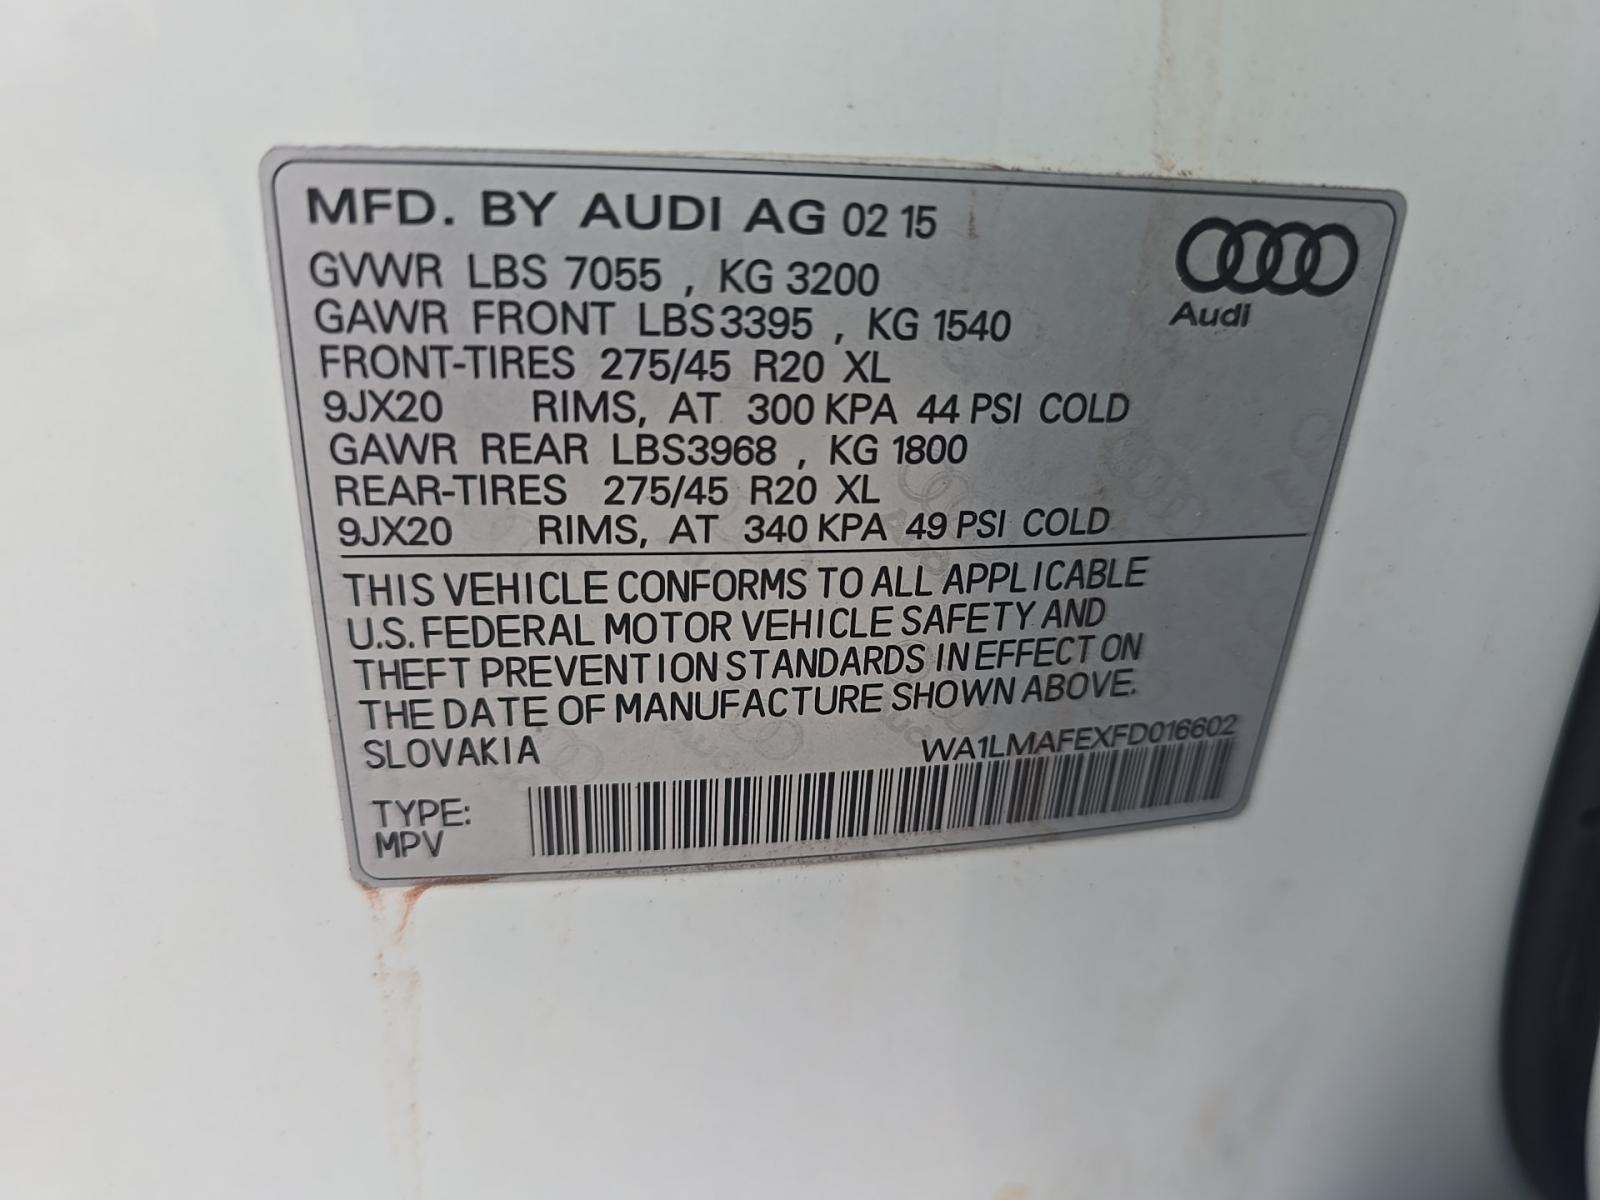 MFD. BY AUDI AG 02 15
GVWR LBS 7055 , KG 3200
GAWR FRONT LBS3395 , KG 1540
FRONT-TIRES 275/45 R20 XL
9JX20 RIMS, AT 300 KPA 44 PSI COLD
GAWR REAR LBS3968 , KG 1800
REAR-TIRES 275/45 R20 XL
9JX20 RIMS, AT 340 KPA 49 PSI COLD
Audi
THIS VEHICLE CONFORMS TO ALL APPLICABLE
U.S. FEDERAL MOTOR VEHICLE SAFETY AND
THEFT PREVENTION STANDARDS IN EFFECT ON
THE DATE OF MANUFACTURE SHOWN ABOVE.
SLOVAKIA WA1LMAFEXFD016602
TYPE:
MPV